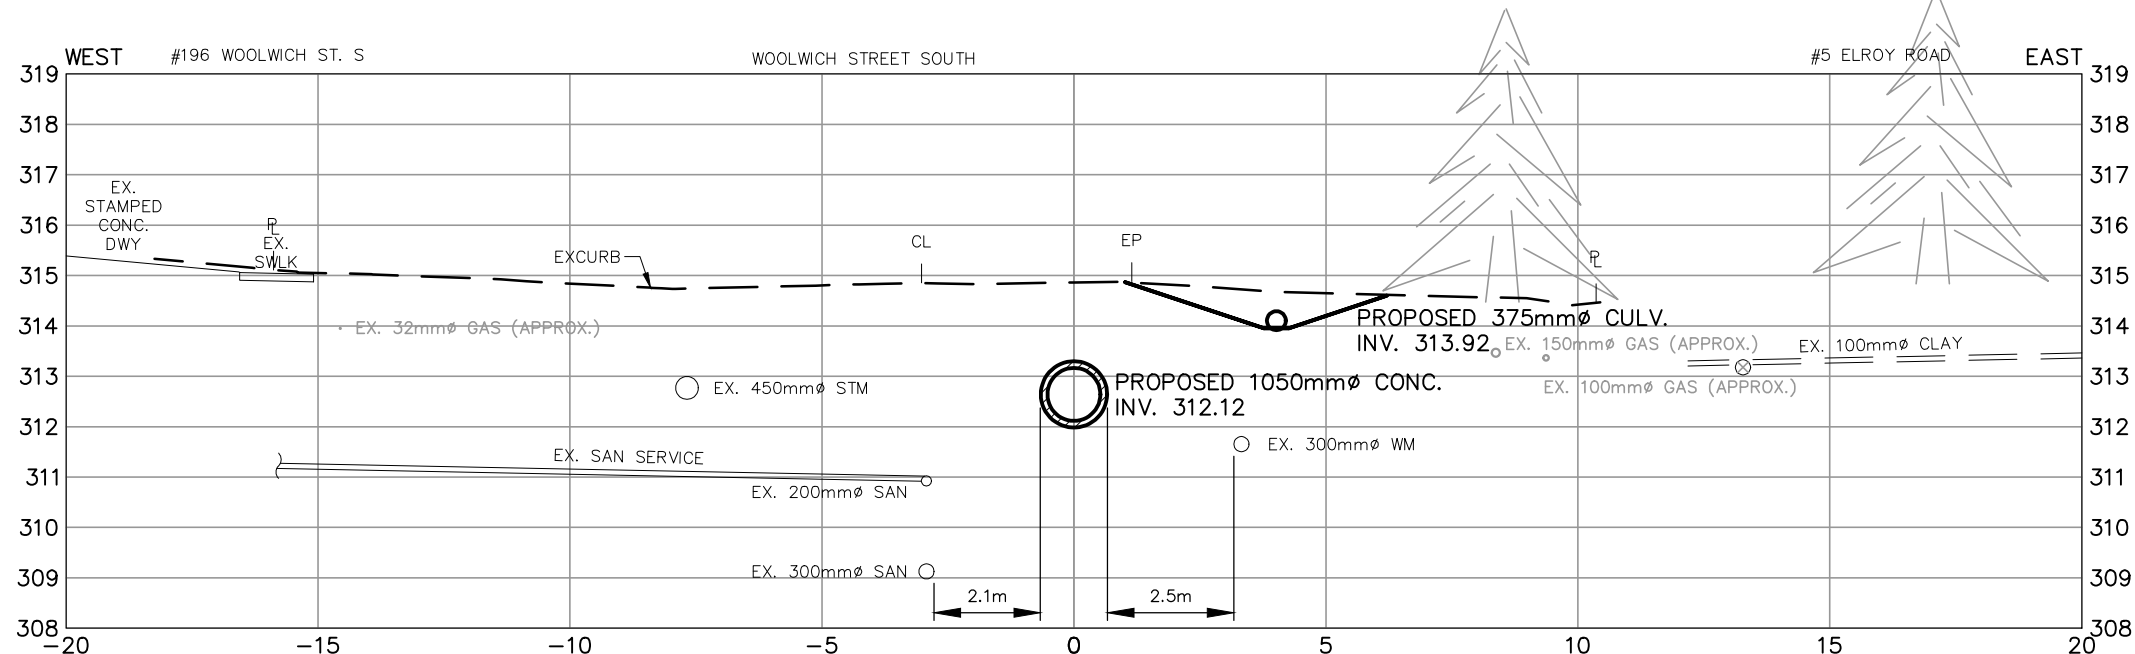 WEST
#196 WOOLWICH ST. S
WOOLWICH STREET SOUTH
#5 ELROY ROAD
EAST
319
319
318
318
317
317
EX.
STAMPED
CONC.
DWY
316
316
PL
EX.
SWLK
EXCURB
CL
EP
PL
315
315
314
314
EX. 32mmø GAS (APPROX.)
PROPOSED 375mmø CULV.
INV. 313.92
EX. 150mmø GAS (APPROX.)
EX. 100mmø CLAY
313
313
EX. 450mmø STM
PROPOSED 1050mmø CONC.
INV. 312.12
EX. 100mmø GAS (APPROX.)
312
312
EX. 300mmø WM
EX. SAN SERVICE
311
311
EX. 200mmø SAN
310
310
EX. 300mmø SAN
309
309
2.1m
2.5m
308
308
-20
-15
-10
-5
0
5
10
15
20